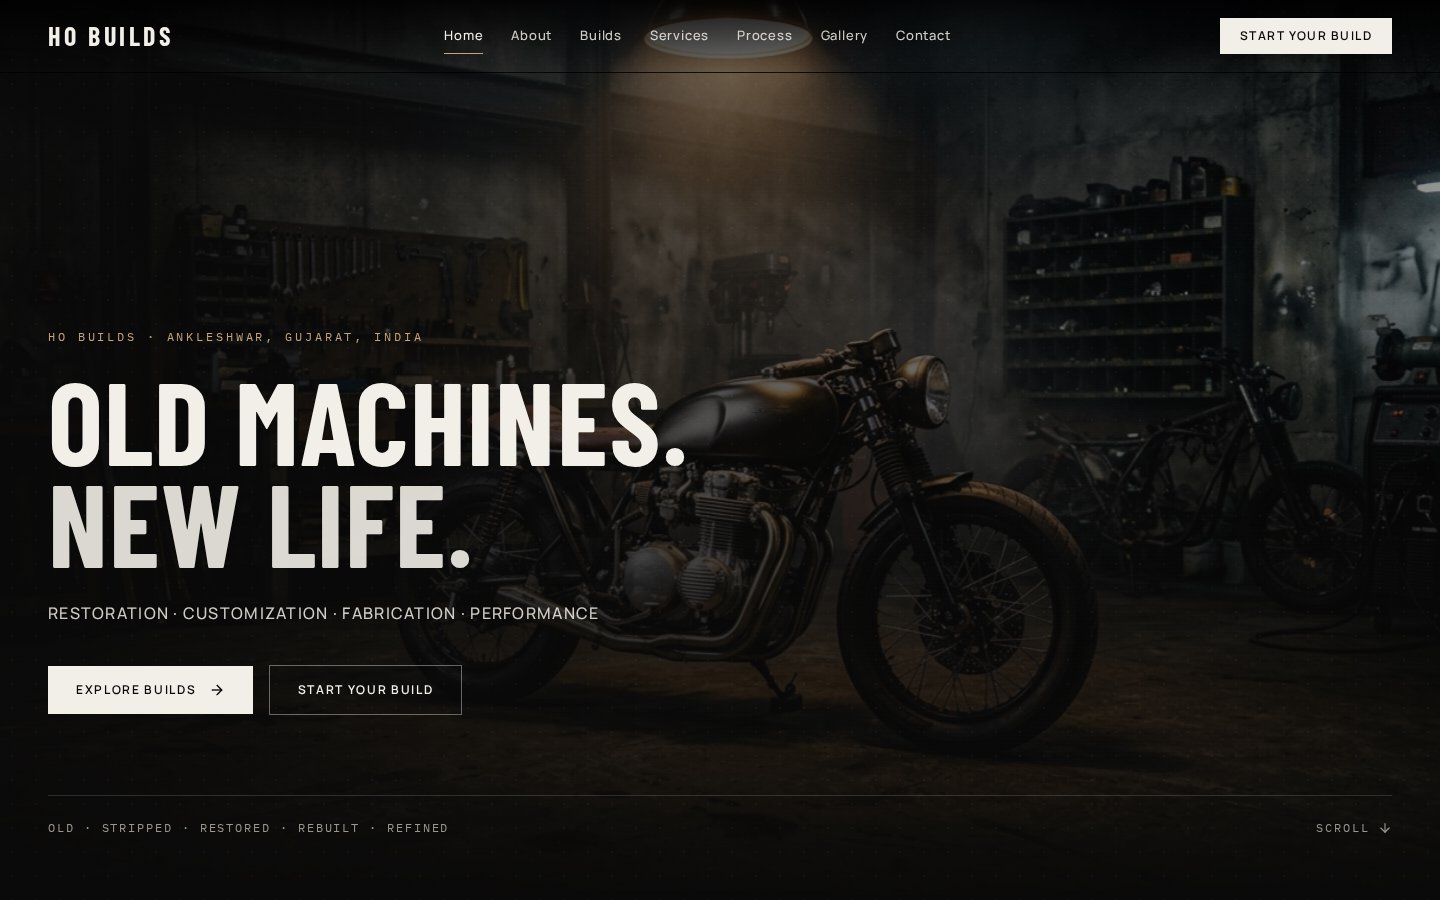 HO BUILDS
Home About Builds Services Process Gallery Contact
START YOUR BUILD
HO BUILDS · ANKLESHWAR, GUJARAT, INDIA
OLD MACHINES.
NEW LIFE.
RESTORATION · CUSTOMIZATION · FABRICATION · PERFORMANCE
EXPLORE BUILDS →
START YOUR BUILD
OLD · STRIPPED · RESTORED · REBUILT · REFINED
SCROLL ↓